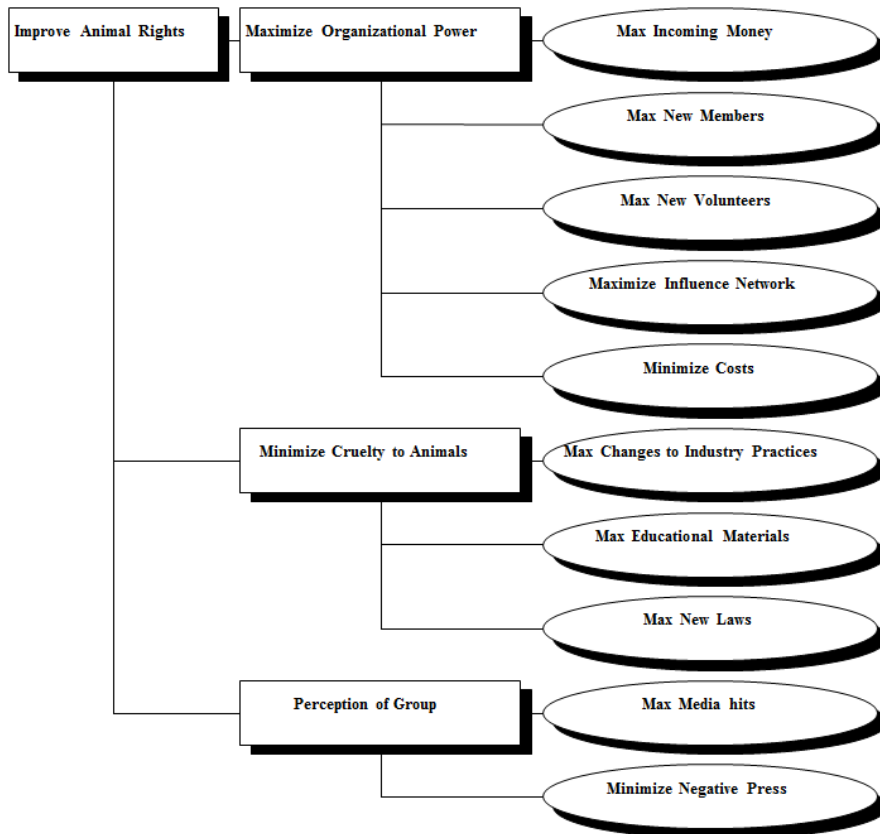 Improve Animal Rights
Maximize Organizational Power
Max Incoming Money
Max New Members
Max New Volunteers
Maximize Influence Network
Minimize Costs
Minimize Cruelty to Animals
Max Changes to Industry Practices
Max Educational Materials
Max New Laws
Perception of Group
Max Media hits
Minimize Negative Press